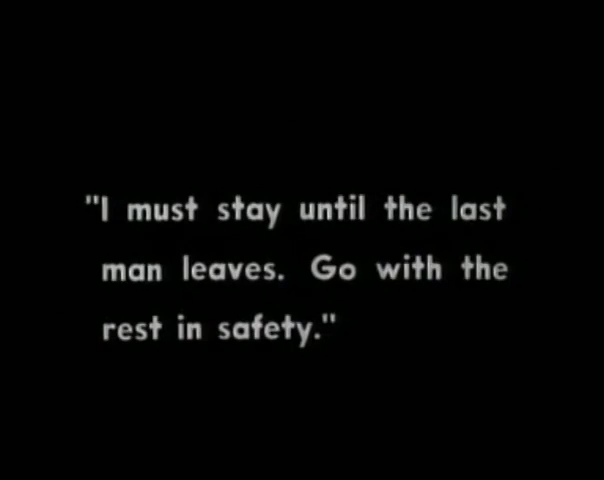 "I must stay until the last
man leaves. Go with the
rest in safety."